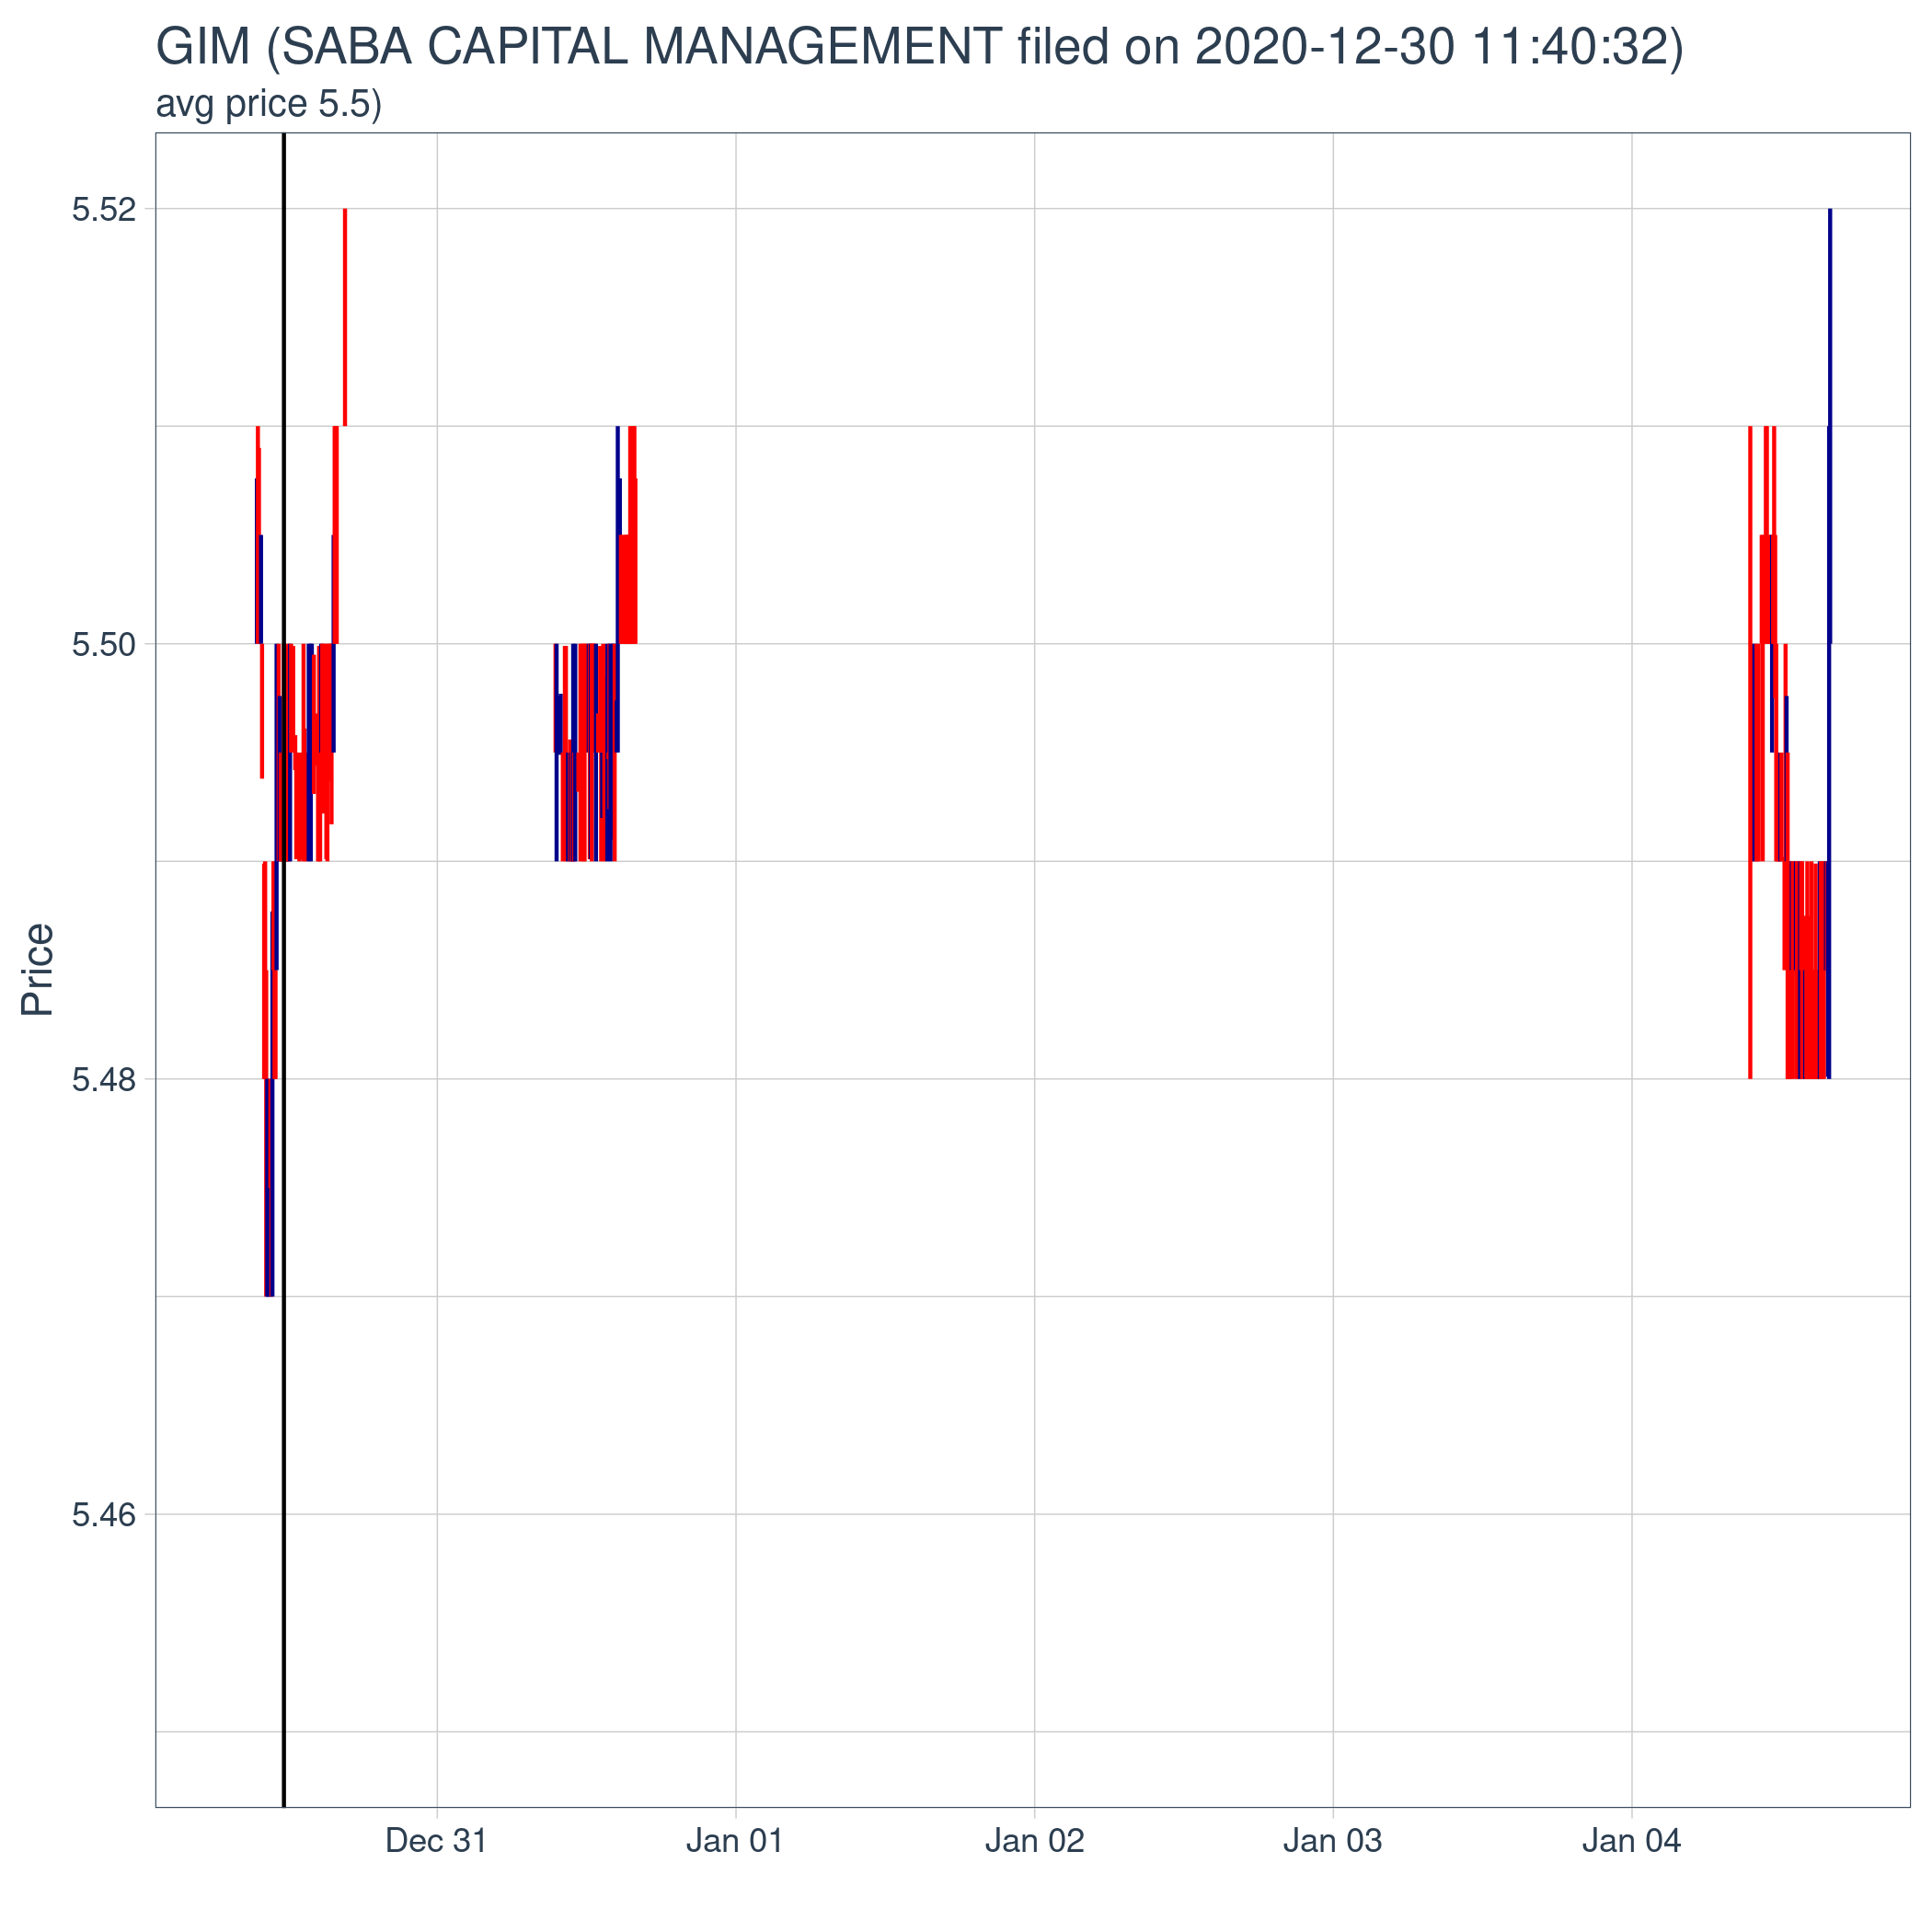 GIM (SABA CAPITAL MANAGEMENT filed on 2020-12-30 11:40:32)
avg price 5.5)
5.52
5.50
5.48
5.46
Price
Dec 31
Jan 01
Jan 02
Jan 03
Jan 04